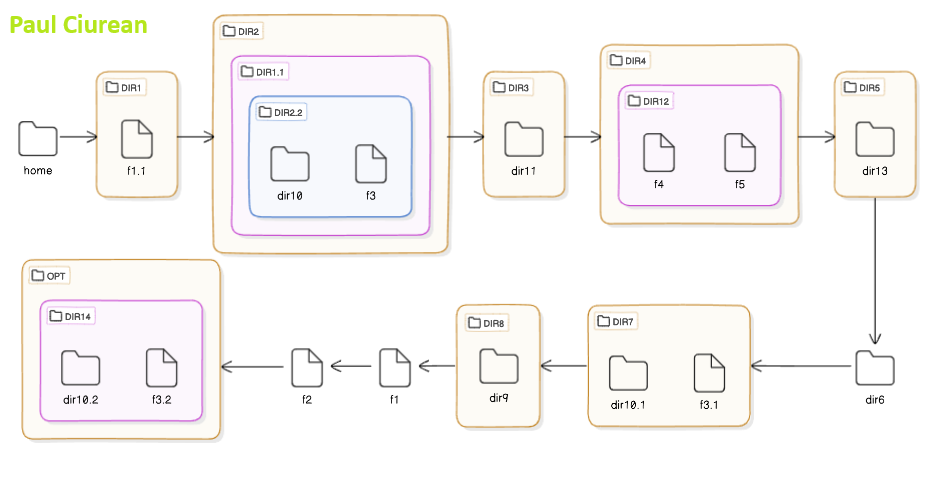 Paul Ciurean
DIR2
DIR1.1
DIR4
DIR1
DIR3
DIR5
DIR12
DIR2.2
home
f1.1
dir10
f3
dir11
f4
f5
dir13
OPT
DIR14
DIR8
DIR7
dir10.2
f3.2
f2
f1
dir9
dir10.1
f3.1
dir6